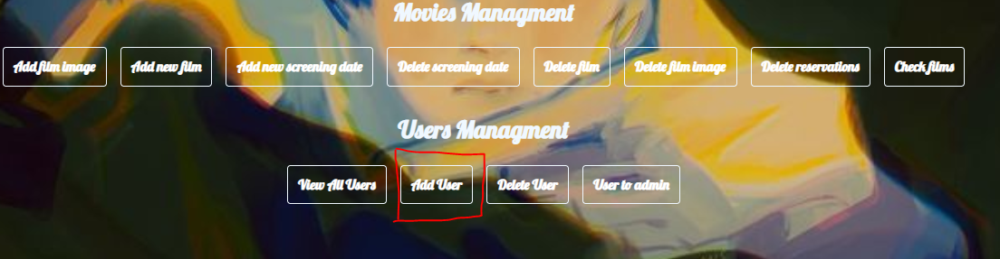 Movies Managment
Add film image Add new film Add new screening date Delete screening date Delete film Delete film image Delete reservations Check films
Users Managment
View All Users Add User Delete User User to admin